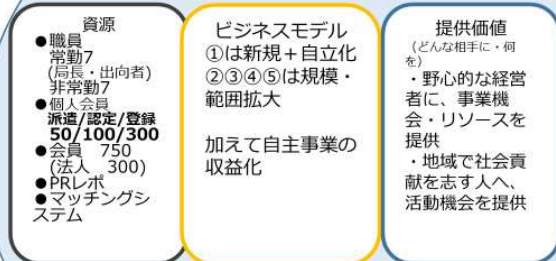 資源
●職員
常勤7
(局長・出向者)
非常勤7
●個人会員
派遣/認定/登録
50/100/300
●会員　750
(法人　300)
●PRレポ
●マッチングシ
ステム
ビジネスモデル
①は新規＋自立化
②③④⑤は規模・
範囲拡大
加えて自主事業の
収益化
提供価値
(どんな相手に・何
を)
・野心的な経営
者に、事業機
会・リソースを
提供
・地域で社会貢
献を志す人へ、
活動機会を提供